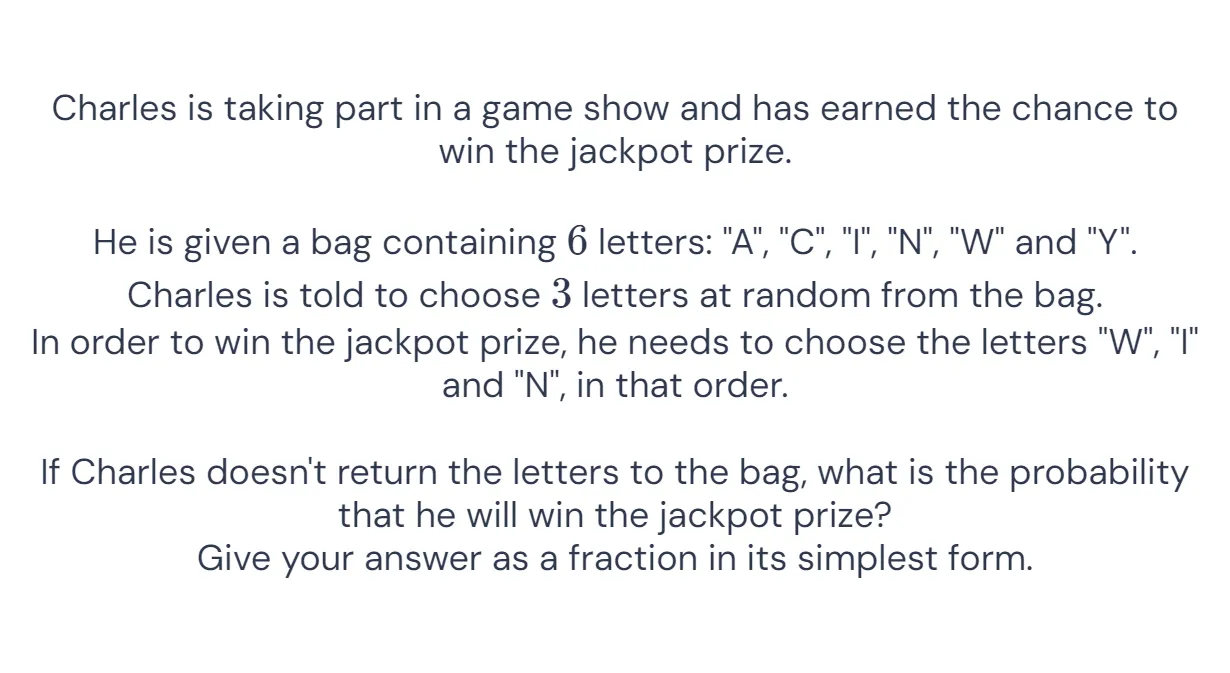 Charles is taking part in a game show and has earned the chance to
win the jackpot prize.
He is given a bag containing 6 letters: "A", "C", "I", "N", "W" and "Y".
Charles is told to choose 3 letters at random from the bag.
In order to win the jackpot prize, he needs to choose the letters "W", "I"
and "N", in that order.
If Charles doesn't return the letters to the bag, what is the probability
that he will win the jackpot prize?
Give your answer as a fraction in its simplest form.